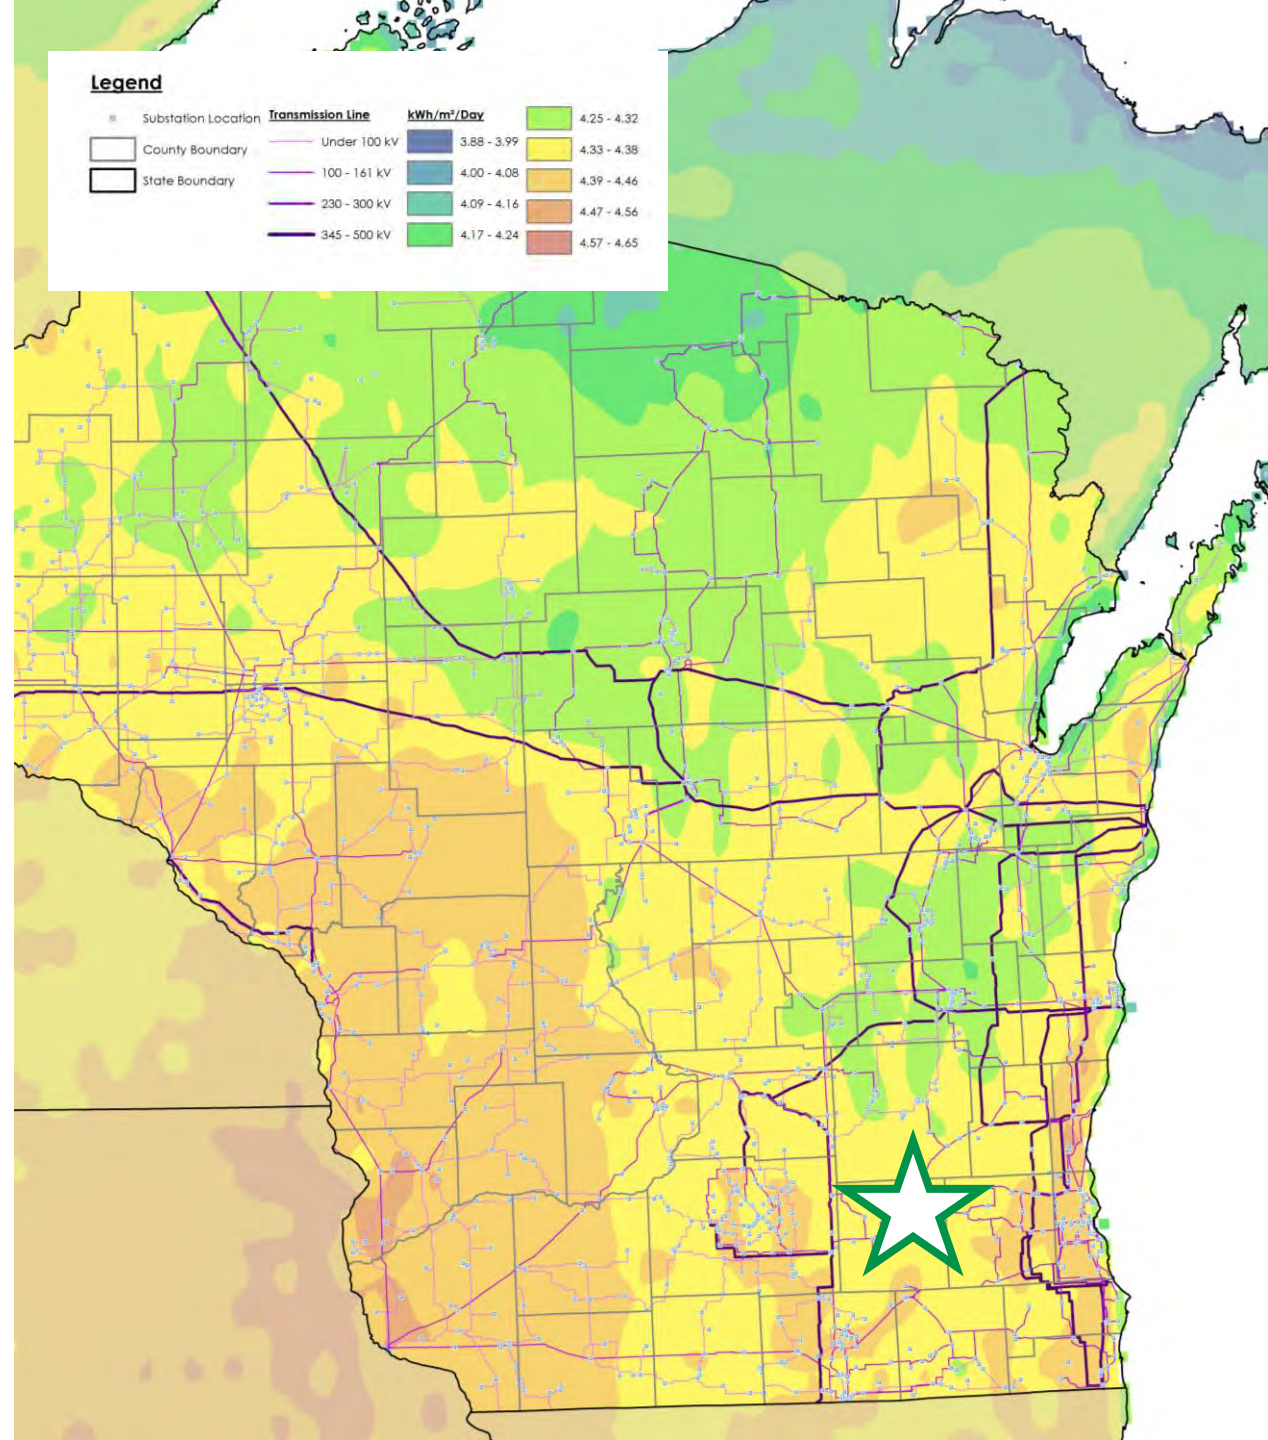 Legend
Substation Location
County Boundary
State Boundary
Transmission Line
Under 100 kV
100 - 161 kV
230 - 300 kV
345 - 500 kV
kWh/m²/Day
3.88 - 3.99
4.00 - 4.08
4.09 - 4.16
4.17 - 4.24
4.25 - 4.32
4.33 - 4.38
4.39 - 4.46
4.47 - 4.56
4.57 - 4.65